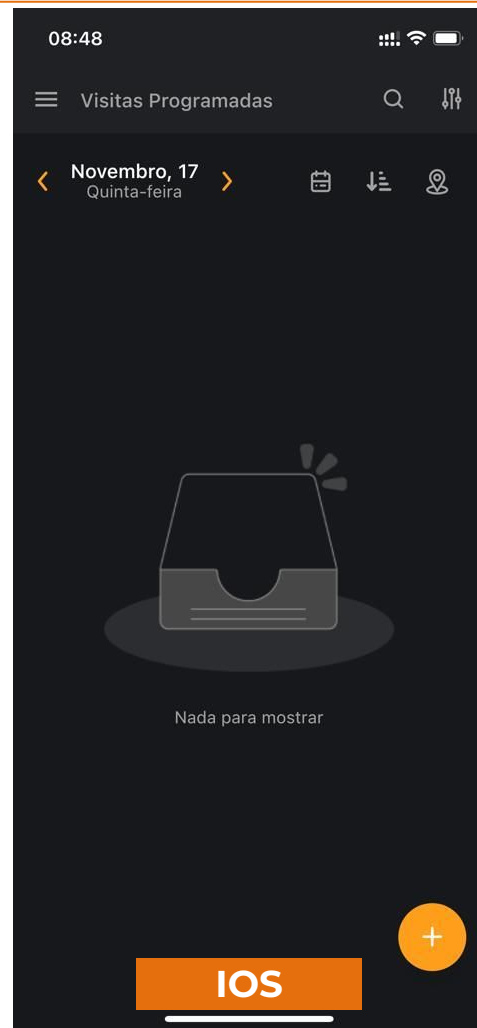 08:48
Visitas Programadas
Novembro, 17
Quinta-feira
Nada para mostrar
IOS